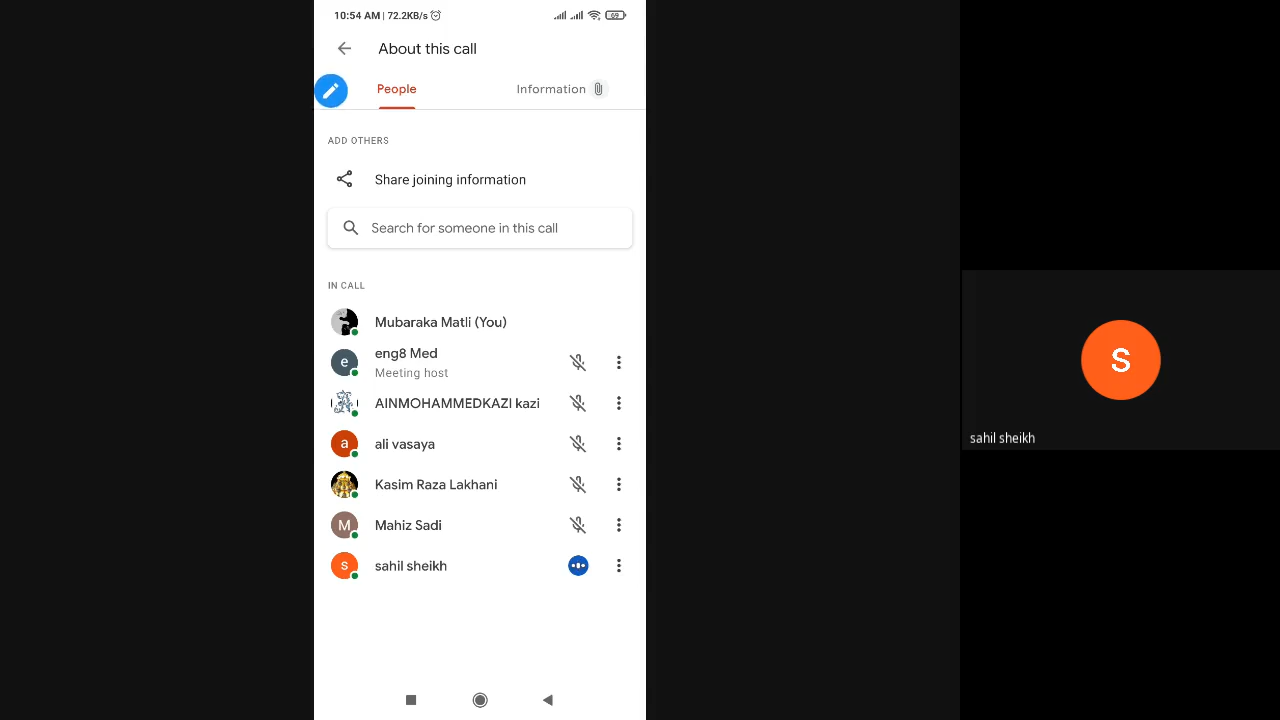 10:54 AM | 72.2KB/s
69
About this call
People
Information
ADD OTHERS
Share joining information
Search for someone in this call
IN CALL
Mubaraka Matli (You)
e
eng8 Med
Meeting host
AINMOHAMMEDKAZI kazi
a
ali vasaya
Kasim Raza Lakhani
M
Mahiz Sadi
s
sahil sheikh
S
sahil sheikh